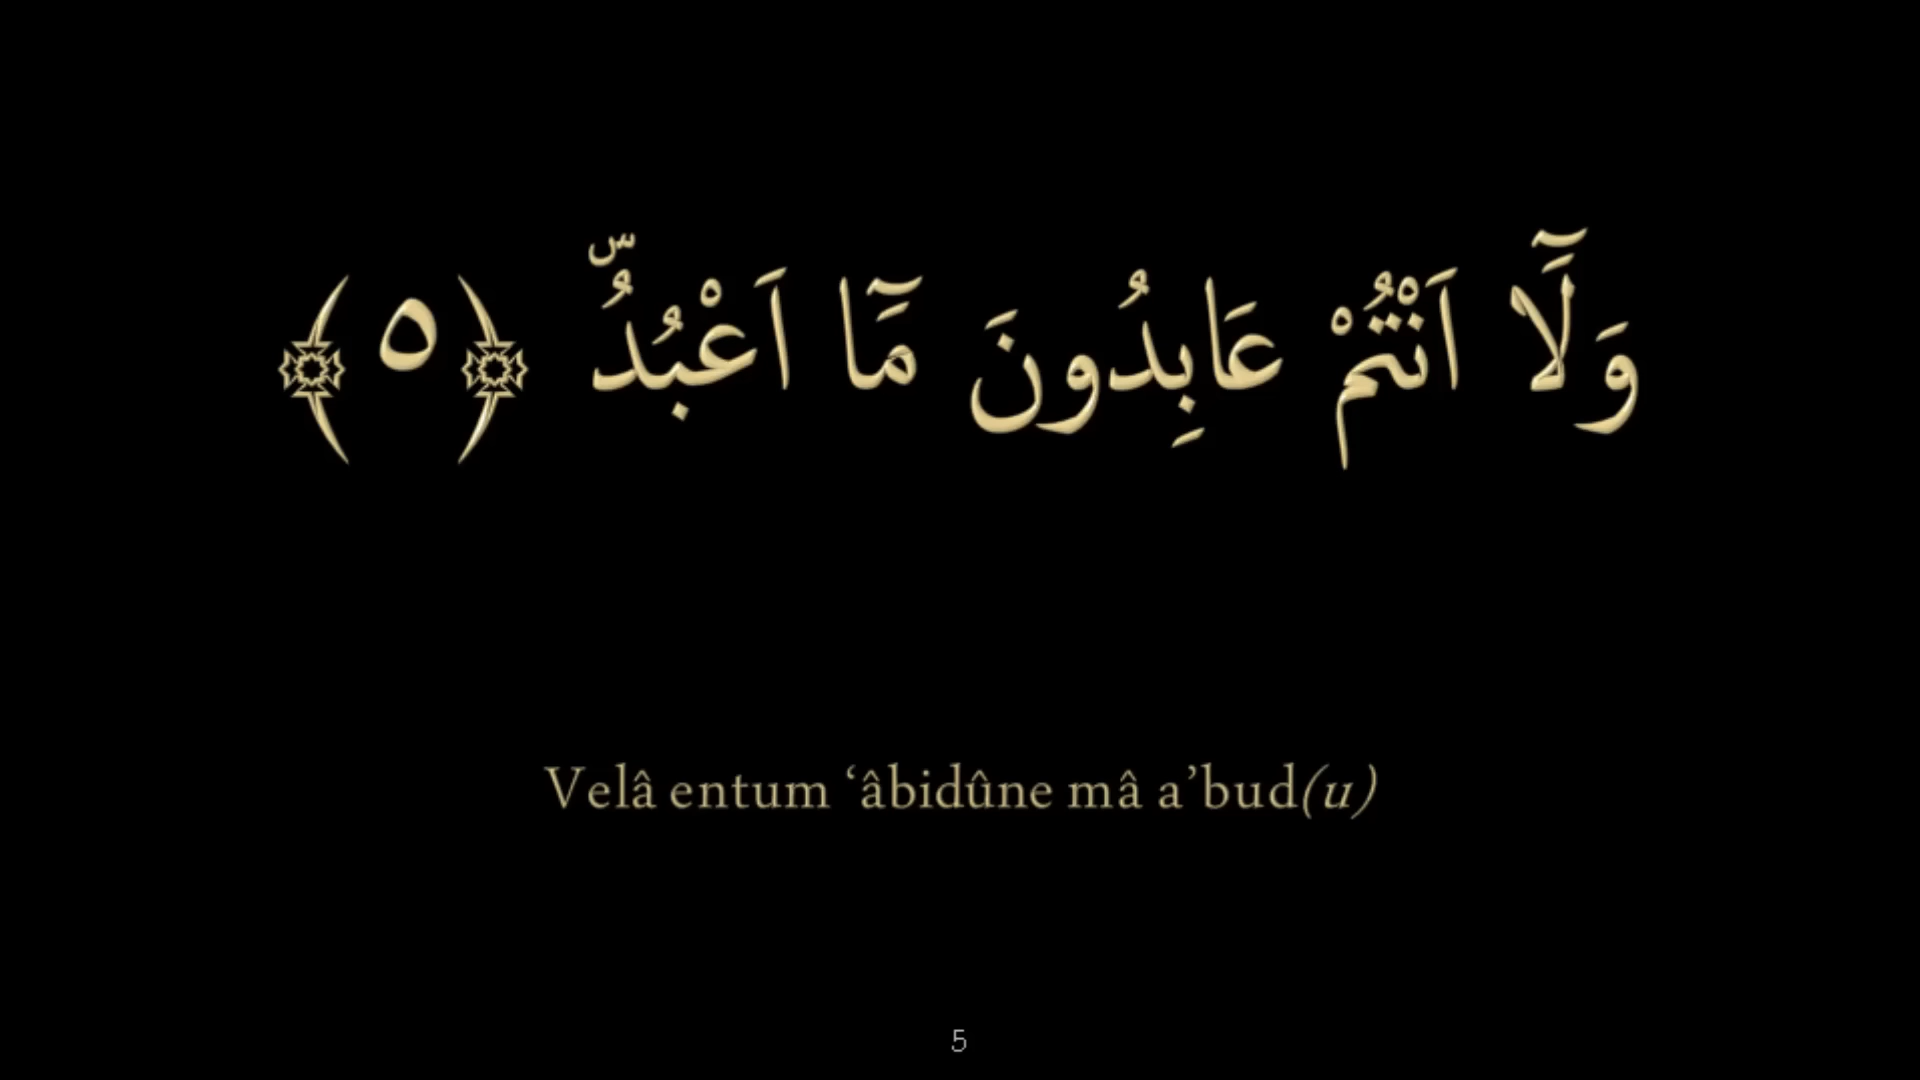 وَلَٓا اَنْتُمْ عَابِدُونَ مَٓا اَعْبُدُۜ ﴿٥﴾
Velâ entum ‘âbidûne mâ a’bud(u)
5